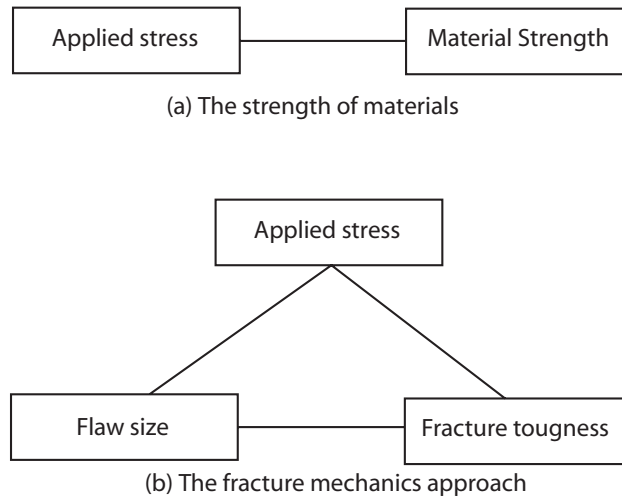 Applied stress
Material Strength
(a) The strength of materials
Applied stress
Flaw size
Fracture tougness
(b) The fracture mechanics approach